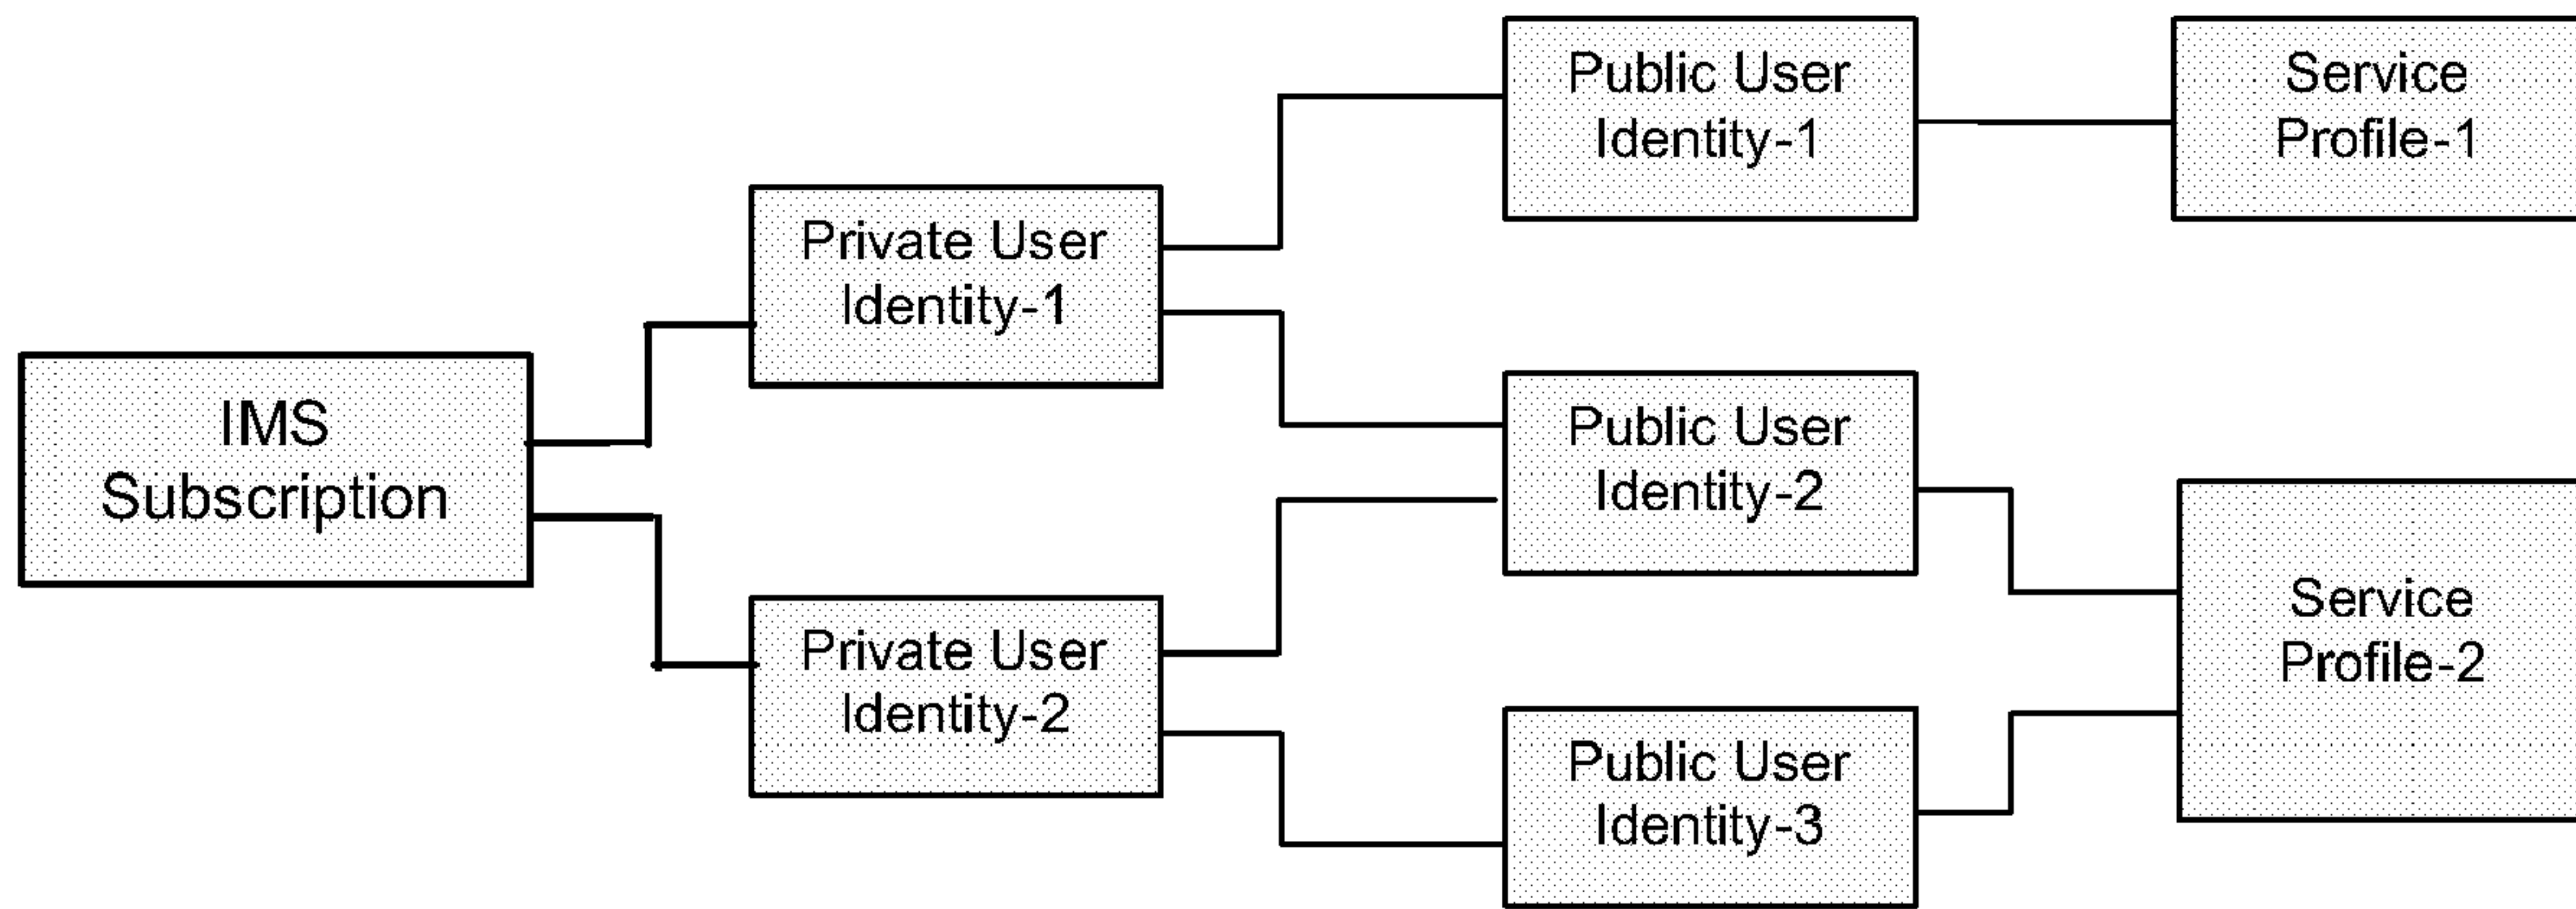 IMS
Subscription
Private User
Identity-1
Private User
Identity-2
Public User
Identity-1
Public User
Identity-2
Public User
Identity-3
Service
Profile-1
Service
Profile-2